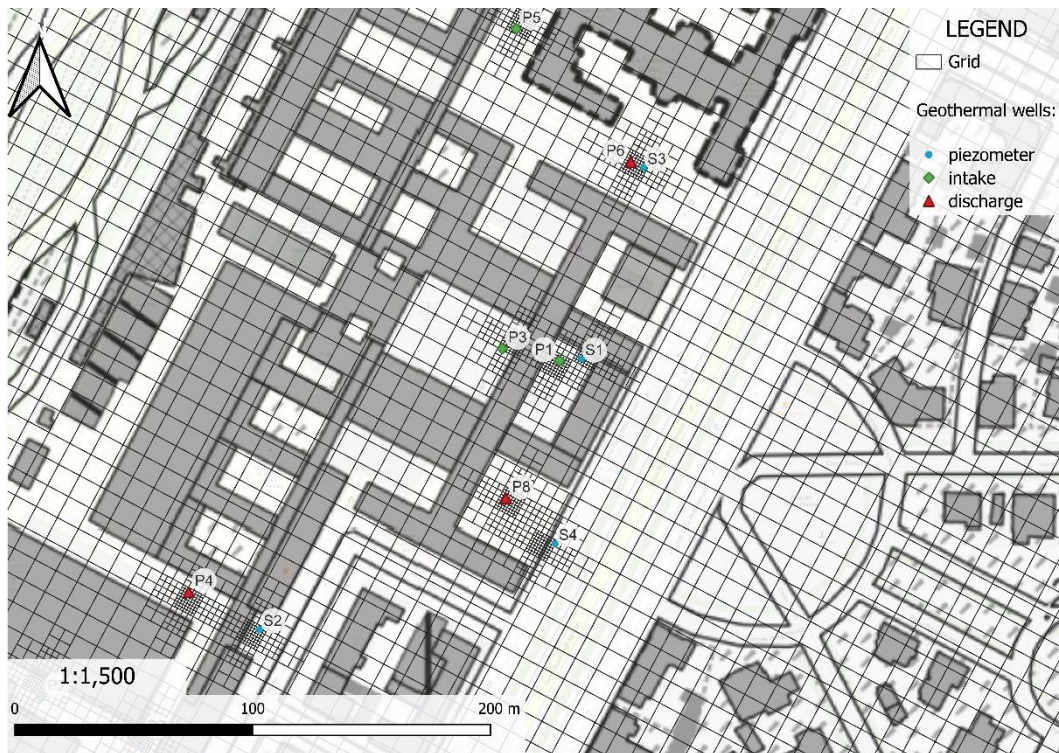 P5
LEGEND
Grid
Geothermal wells:
piezometer
intake
discharge
P6
S3
P3
P1
S1
P8
S4
P4
S2
1:1,500
0
100
200 m